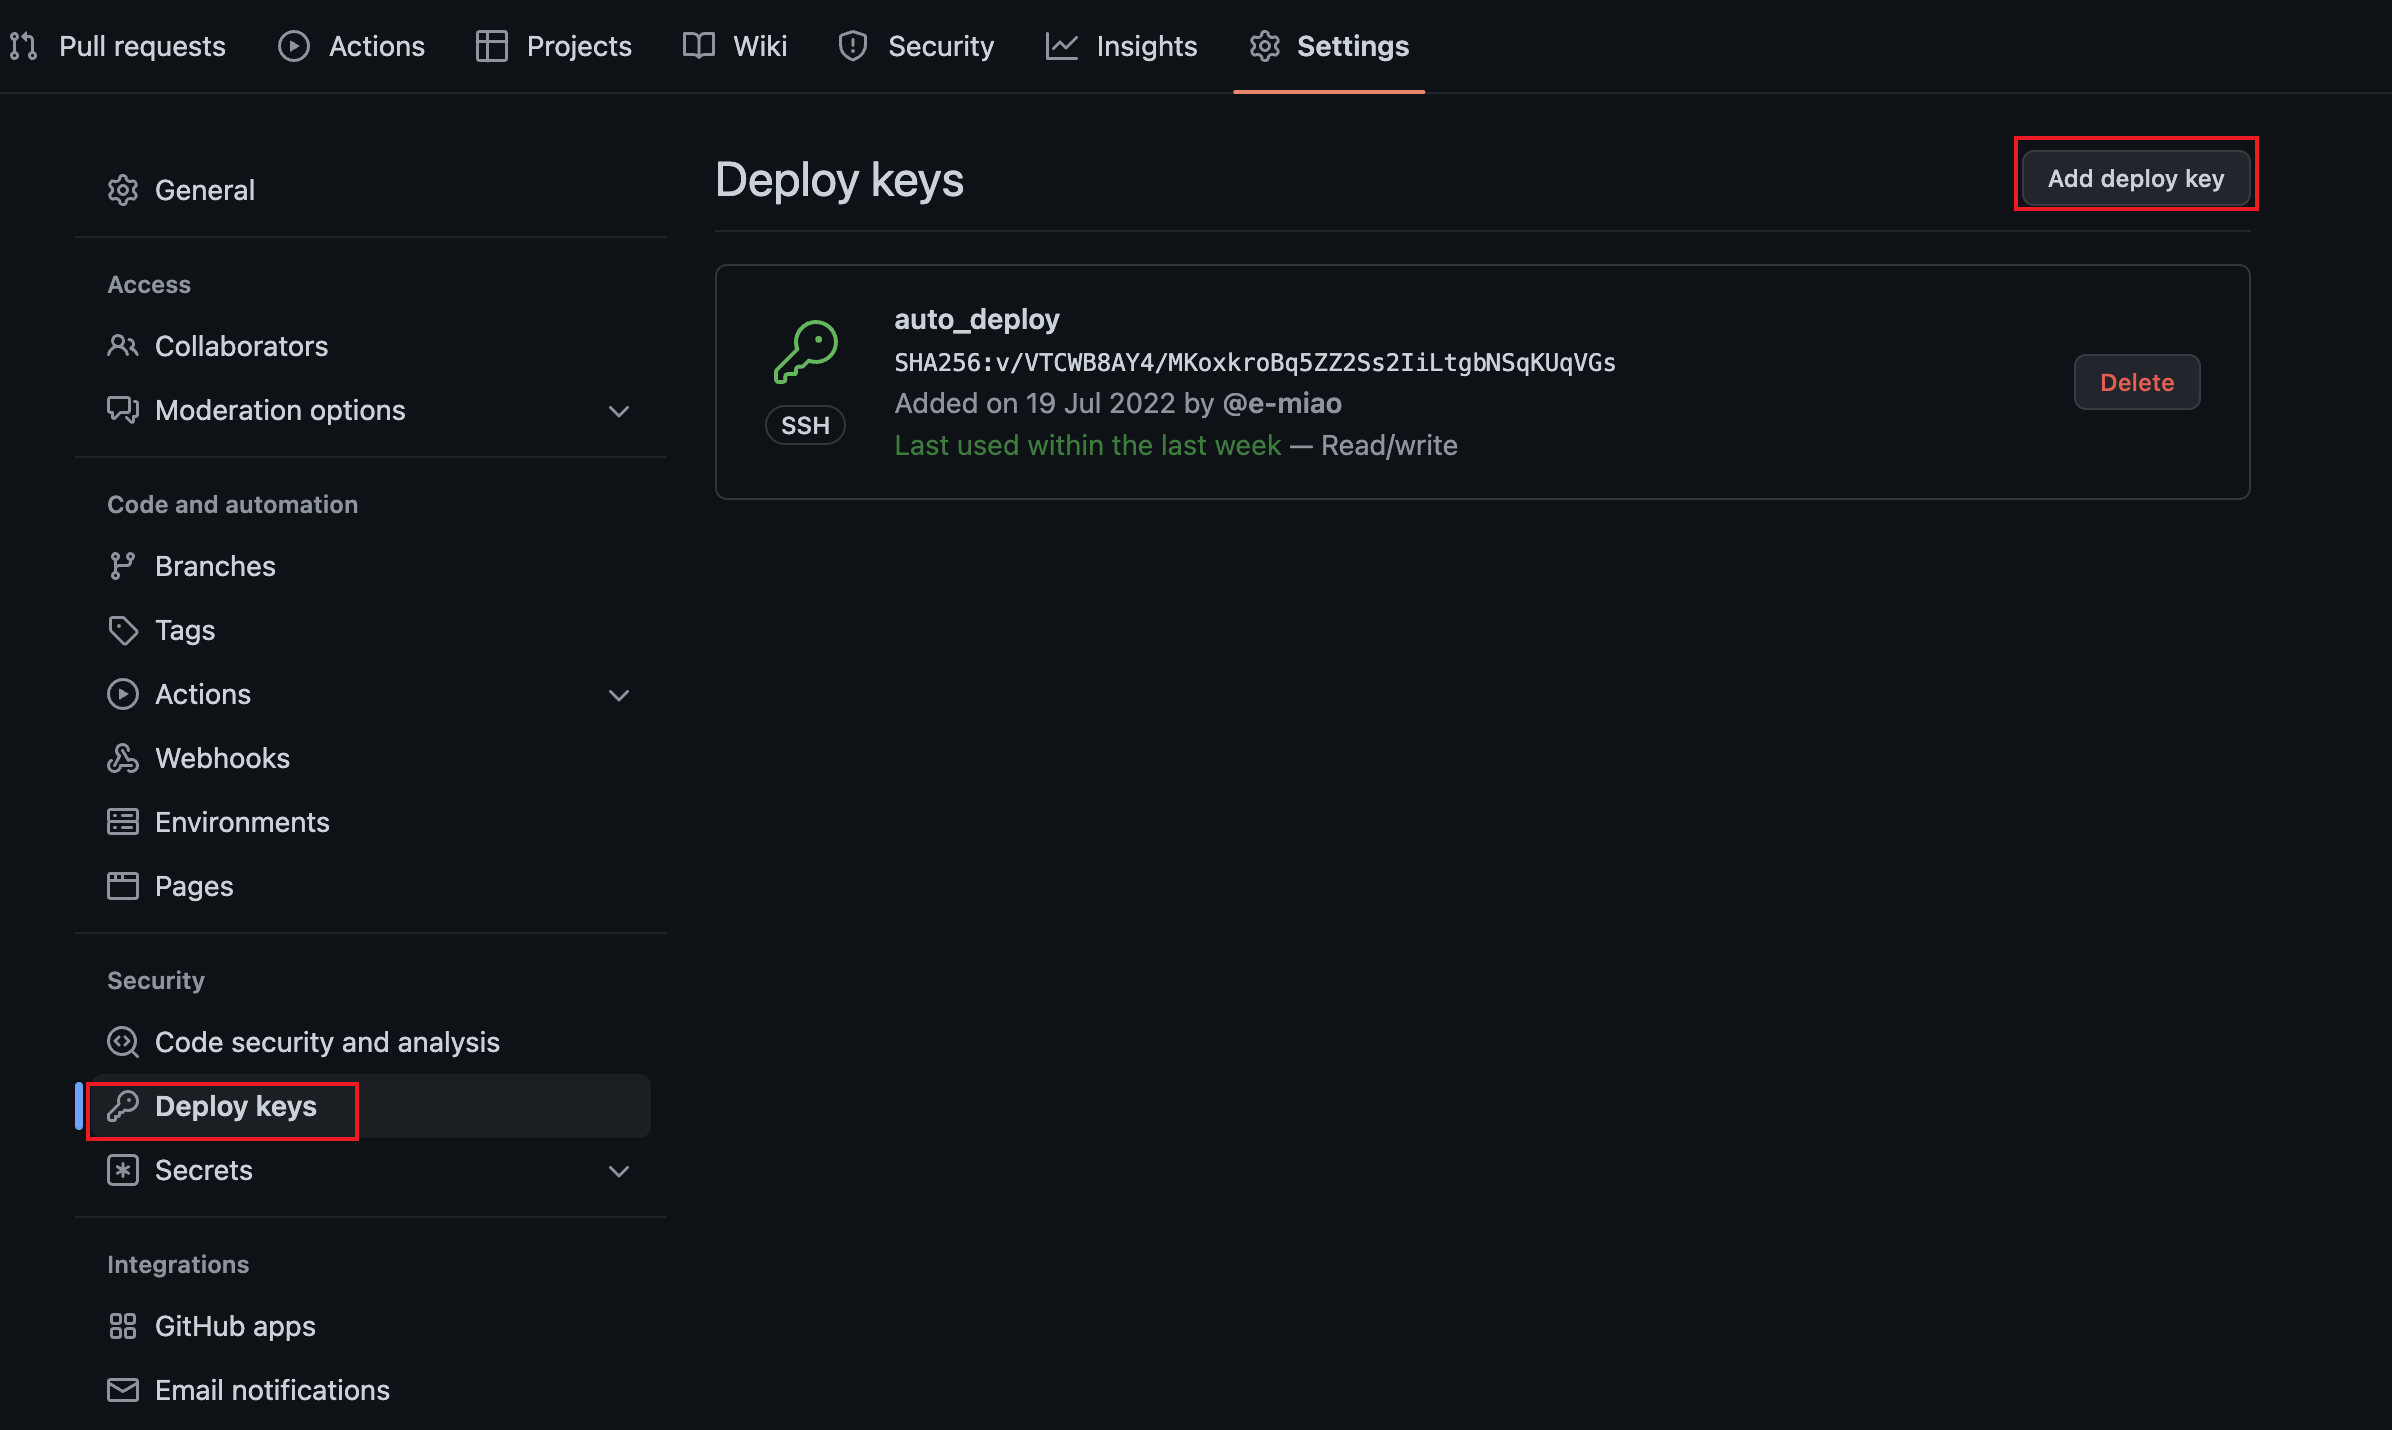 Pull requests Actions Projects Wiki Security Insights Settings
General
Access
Collaborators
Moderation options
Code and automation
Branches
Tags
Actions
Webhooks
Environments
Pages
Security
Code security and analysis
Deploy keys
Secrets
Integrations
GitHub apps
Email notifications
Deploy keys
Add deploy key
auto_deploy
SHA256:v/VTCWB8AY4/MKoxkroBq5ZZ2Ss2IiLtgbNSqKUqVGs
Added on 19 Jul 2022 by @e-miao
Last used within the last week — Read/write
SSH
Delete